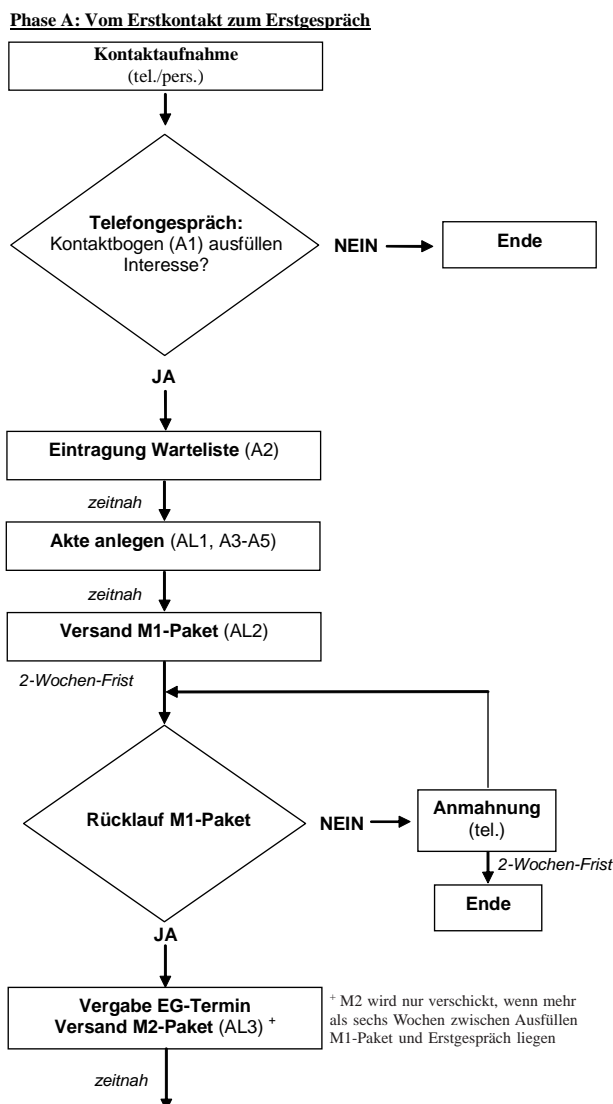 Phase A: Vom Erstkontakt zum Erstgespräch
Kontaktaufnahme
(tel./pers.)
Telefongespräch:
Kontaktbogen (A1) ausfüllen
Interesse?
NEIN
Ende
JA
Eintragung Warteliste (A2)
zeitnah
Akte anlegen (AL1, A3-A5)
zeitnah
Versand M1-Paket (AL2)
2-Wochen-Frist
Rücklauf M1-Paket
NEIN
Anmahnung
(tel.)
2-Wochen-Frist
Ende
JA
Vergabe EG-Termin
Versand M2-Paket (AL3) +
+ M2 wird nur verschickt, wenn mehr
als sechs Wochen zwischen Ausfüllen
M1-Paket und Erstgespräch liegen
zeitnah